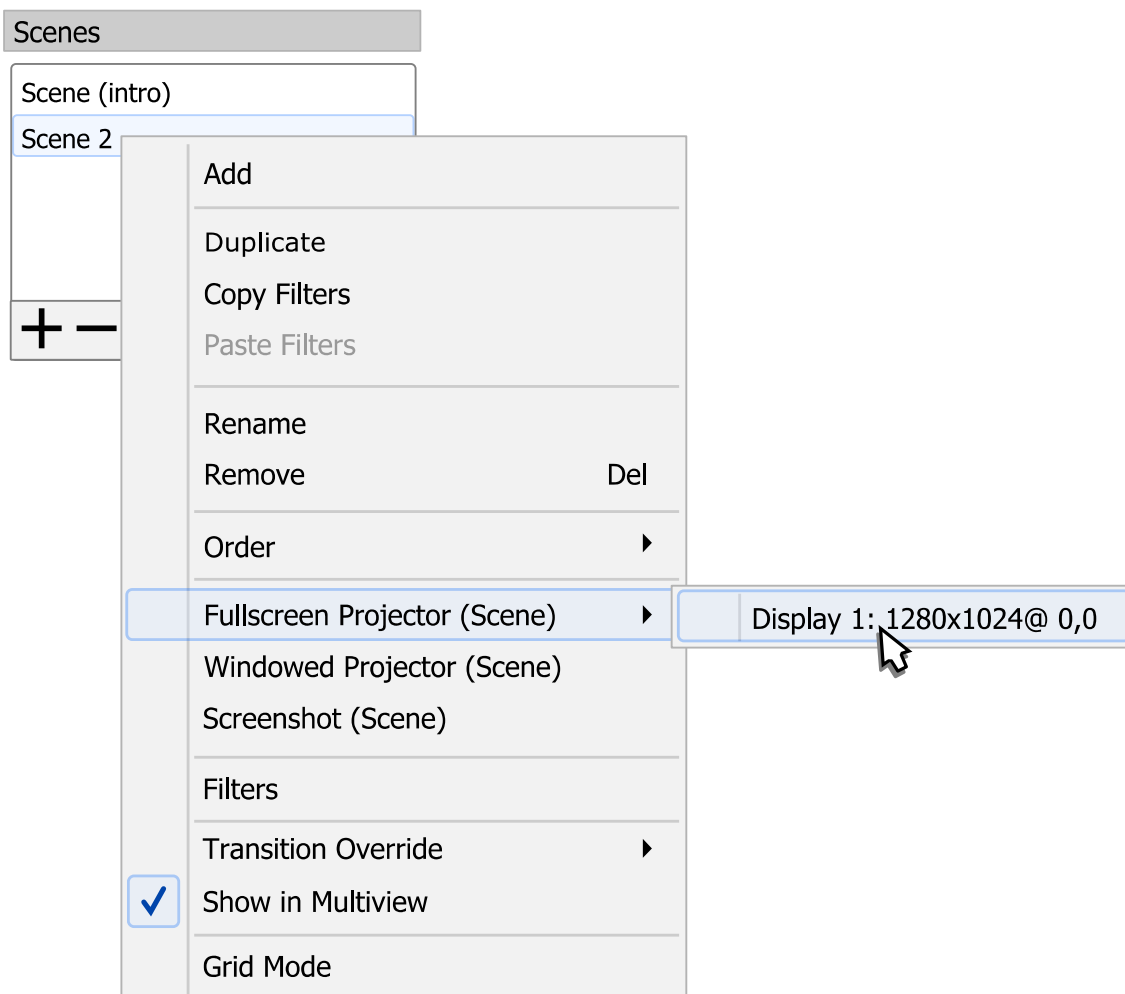 Scenes
Scene (intro)
Scene 2
Add
Duplicate
Copy Filters
Paste Filters
Rename
Remove Del
Order
Fullscreen Projector (Scene)
Display 1: 1280x1024@ 0,0
Windowed Projector (Scene)
Screenshot (Scene)
Filters
Transition Override
Show in Multiview
Grid Mode